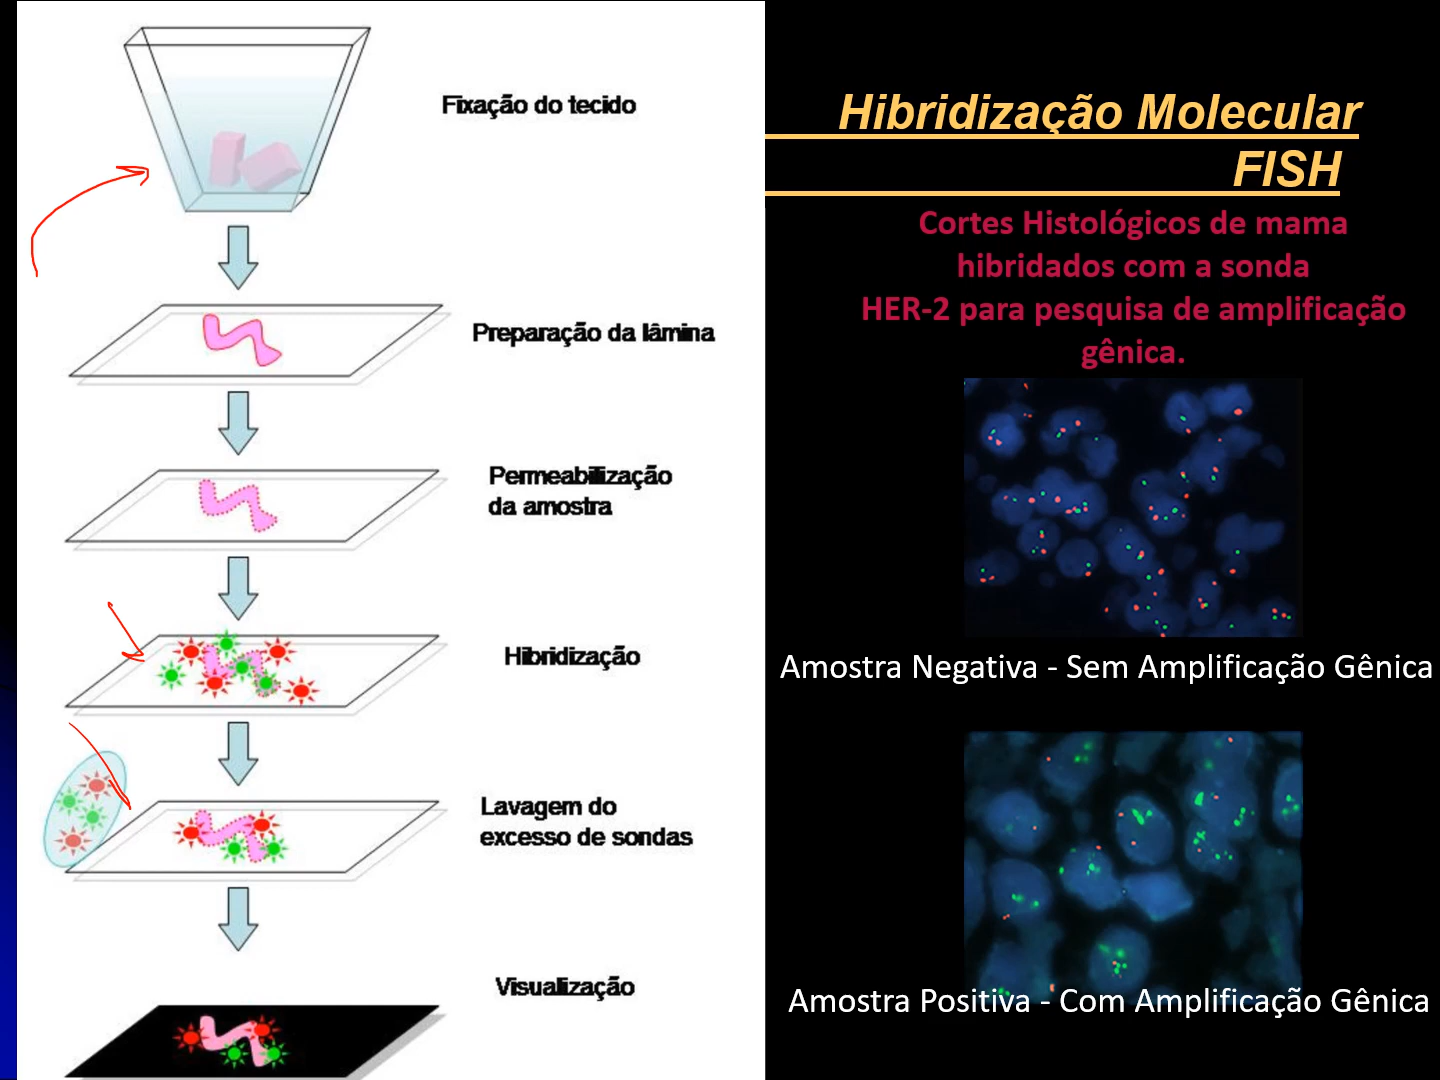 Fixação do tecido
Preparação da lâmina
Permeabilização
da amostra
Hibridização
Lavagem do
excesso de sondas
Visualização
Hibridização Molecular
FISH
Cortes Histológicos de mama
hibridados com a sonda
HER-2 para pesquisa de amplificação
gênica.
Amostra Negativa - Sem Amplificação Gênica
Amostra Positiva - Com Amplificação Gênica